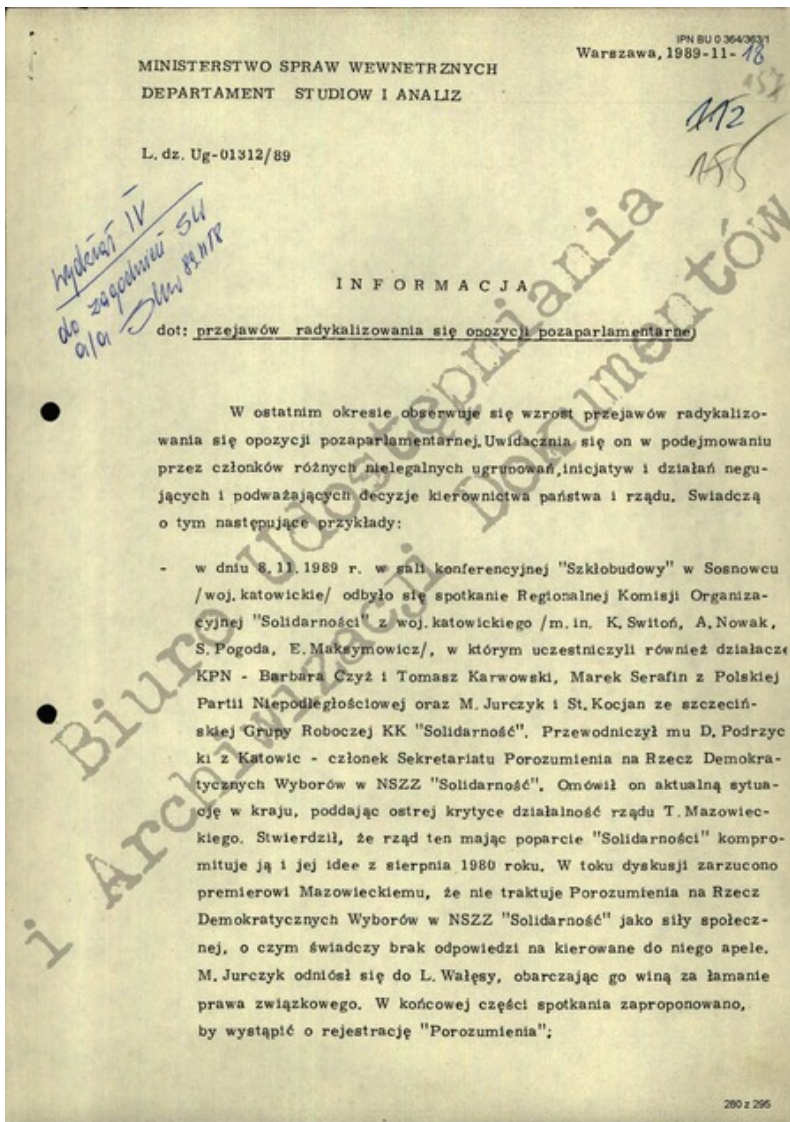 IPN BU 0 364/363/1
Warszawa, 1989-11-18
MINISTERSTWO SPRAW WEWNETRZNYCH
DEPARTAMENT STUDIOW I ANALIZ
157
112
155
L. dz. Ug-01312/89
wydział IV
do zagadnień SU
a/a 89.11.18
INFORMACJA
dot: przejawów radykalizowania się opozycji pozaparlamentarnej
W ostatnim okresie obserwuje się wzrost przejawów radykalizo-
wania się opozycji pozaparlamentarnej. Uwidacznia się on w podejmowaniu
przez członków różnych nielegalnych ugrupowań, inicjatyw i działań negu-
jących i podważających decyzje kierownictwa państwa i rządu. Swiadczą
o tym następujące przykłady:
- w dniu 8.11.1989 r. w sali konferencyjnej "Szkłobudowy" w Sosnowcu
/woj. katowickie/ odbyło się spotkanie Regionalnej Komisji Organiza-
cyjnej "Solidarności" z woj. katowickiego /m. in. K. Switoń, A. Nowak,
S. Pogoda, E. Maksymowicz/, w którym uczestniczyli również działacze
KPN - Barbara Czyż i Tomasz Karwowski, Marek Serafin z Polskiej
Partii Niepodległościowej oraz M. Jurczyk i St. Kocjan ze szczeciń-
skiej Grupy Roboczej KK "Solidarność". Przewodniczył mu D. Podrzyc
ki z Katowic - członek Sekretariatu Porozumienia na Rzecz Demokra-
tycznych Wyborów w NSZZ "Solidarność". Omówił on aktualną sytua-
cję w kraju, poddając ostrej krytyce działalność rządu T. Mazowiec-
kiego. Stwierdził, że rząd ten mając poparcie "Solidarności" kompro-
mituje ją i jej idee z sierpnia 1980 roku. W toku dyskusji zarzucono
premierowi Mazowieckiemu, że nie traktuje Porozumienia na Rzecz
Demokratycznych Wyborów w NSZZ "Solidarność" jako siły społecz-
nej, o czym świadczy brak odpowiedzi na kierowane do niego apele.
M. Jurczyk odniósł się do L. Wałęsy, obarczając go winą za łamanie
prawa związkowego. W końcowej części spotkania zaproponowano,
by wystąpić o rejestrację "Porozumienia";
Biuro Udostępniania
i Archiwizacji Dokumentów
280 z 295